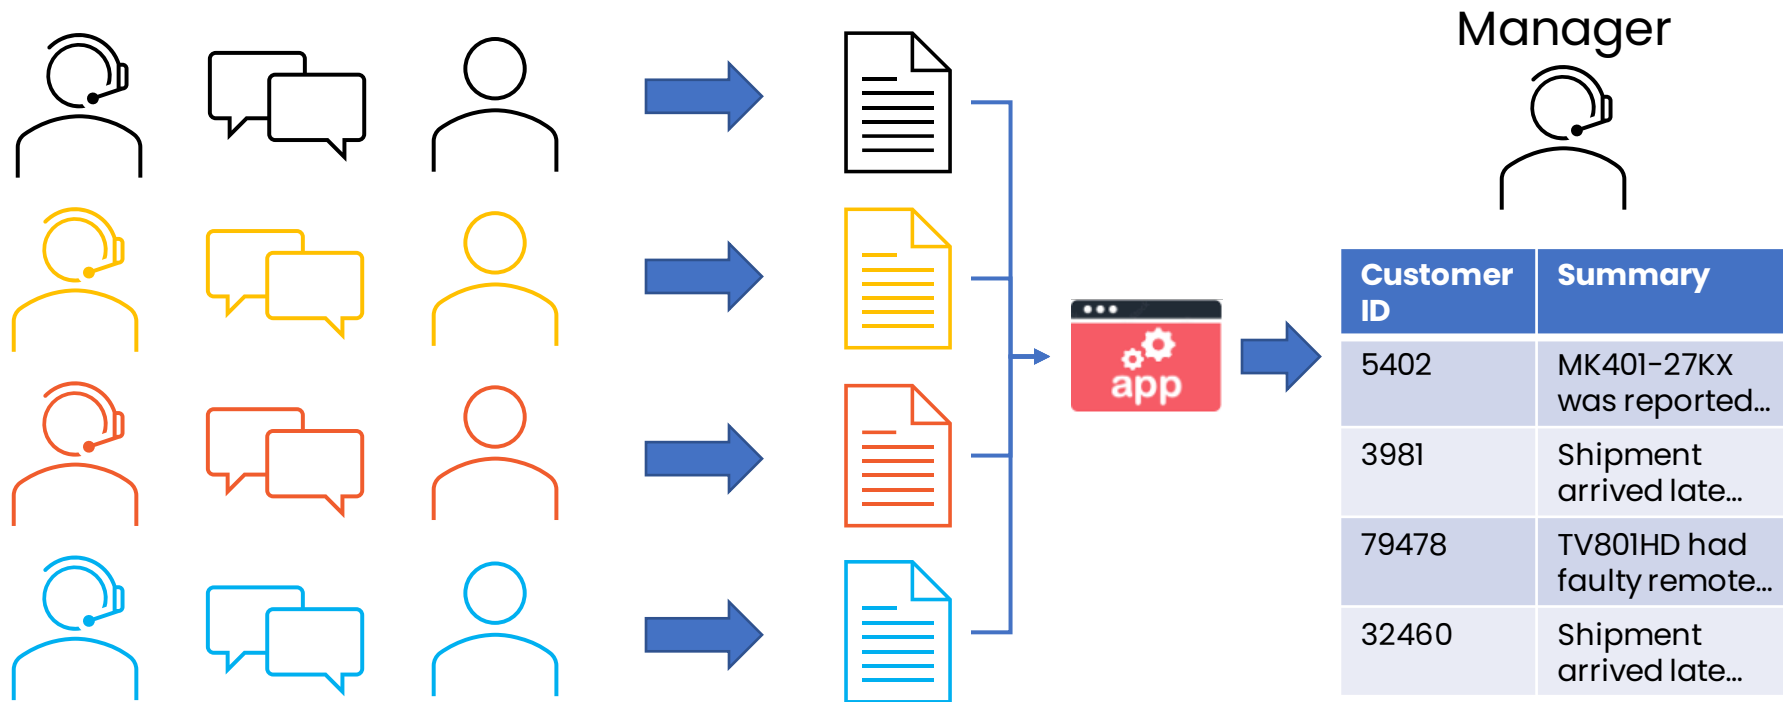 Manager
app
Customer ID
Summary
5402
MK401-27KX
was reported...
3981
Shipment
arrived late...
79478
TV801HD had
faulty remote...
32460
Shipment
arrived late...